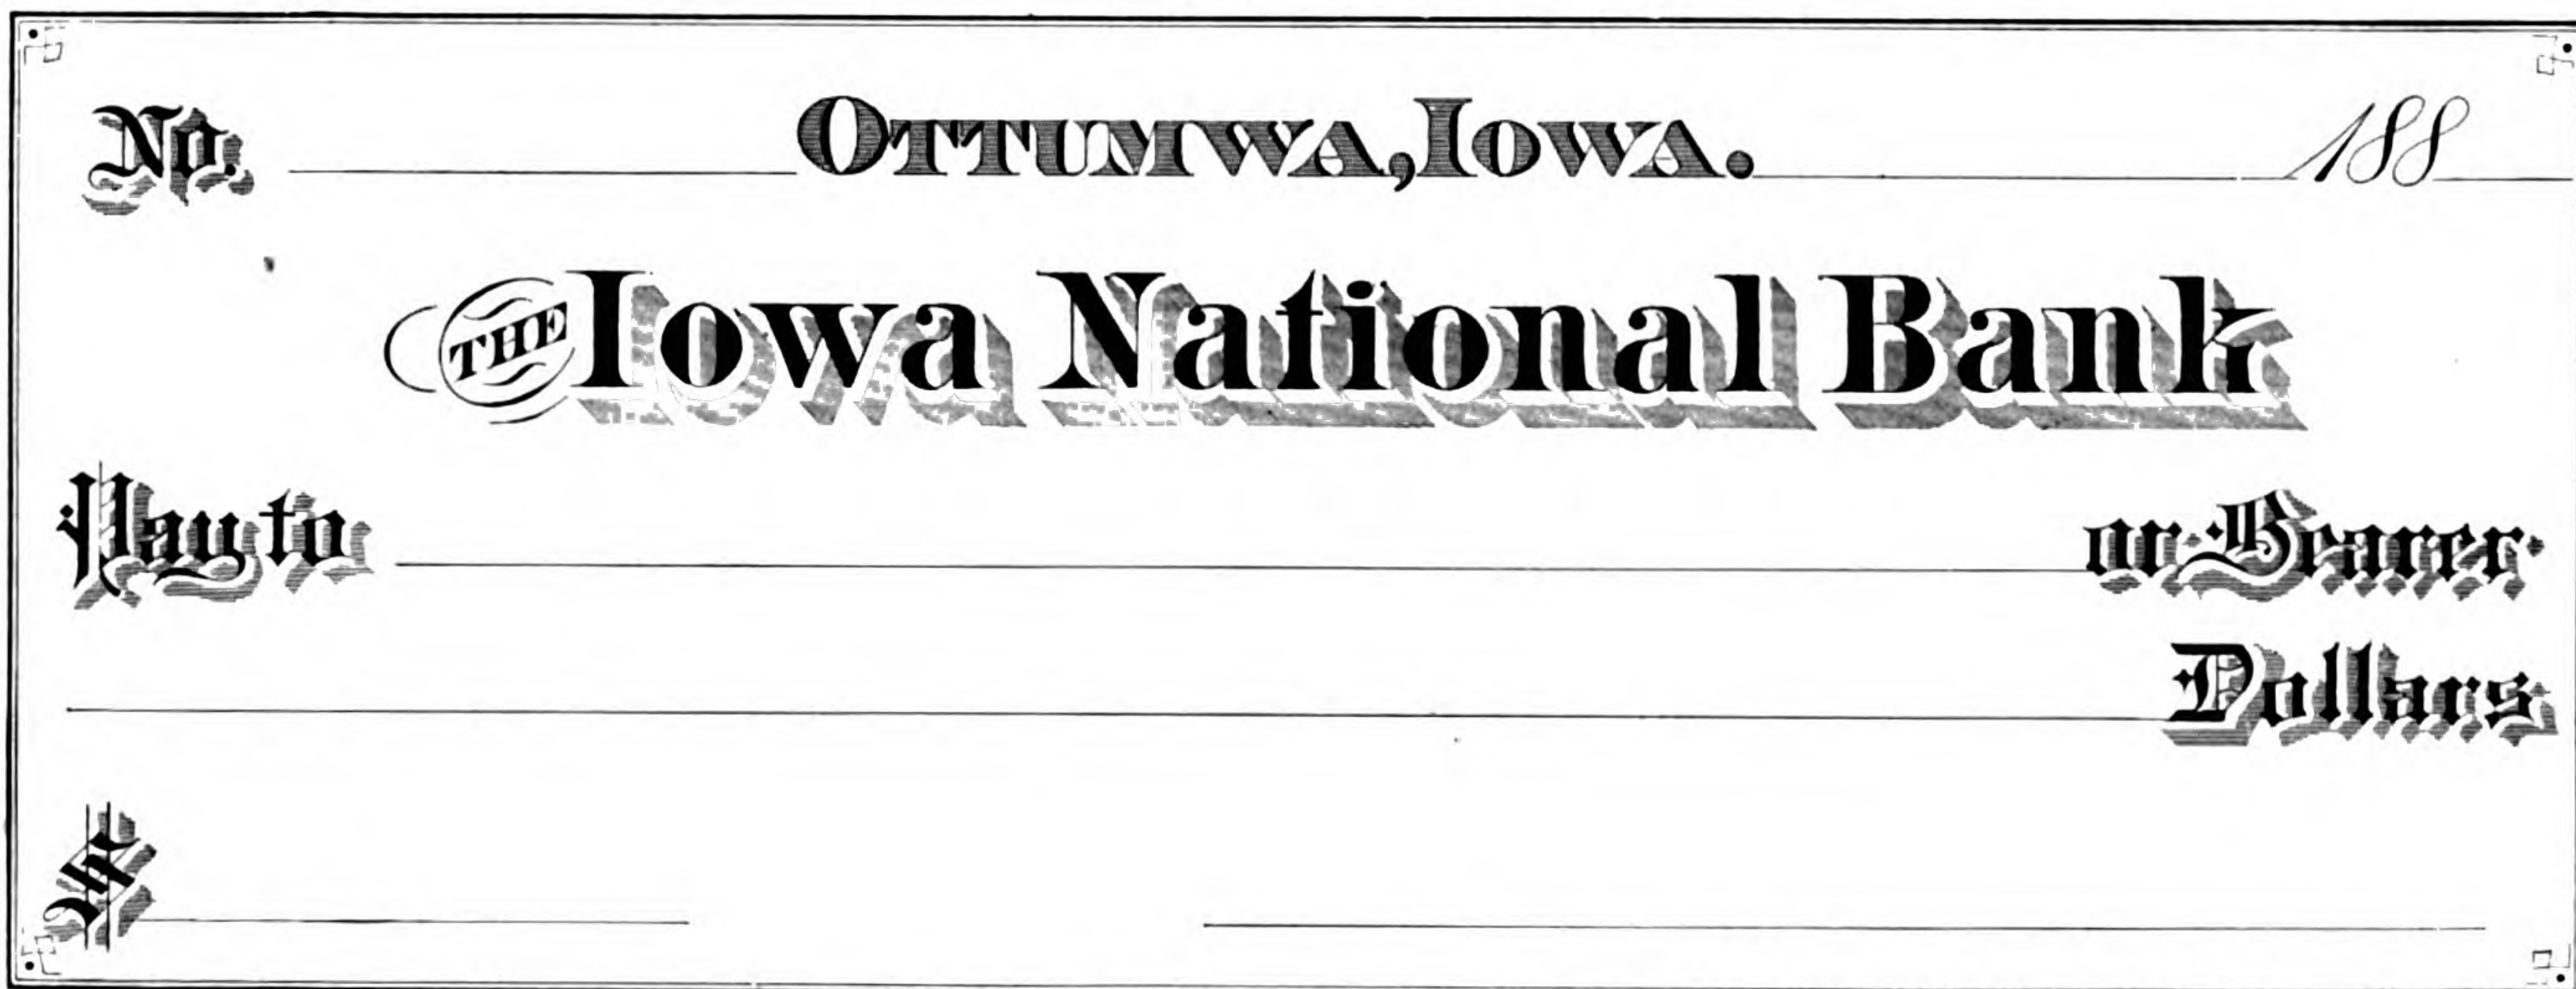 No. Ottumwa, Iowa. 188
THE Iowa National Bank
Pay to or Bearer
Dollars
$